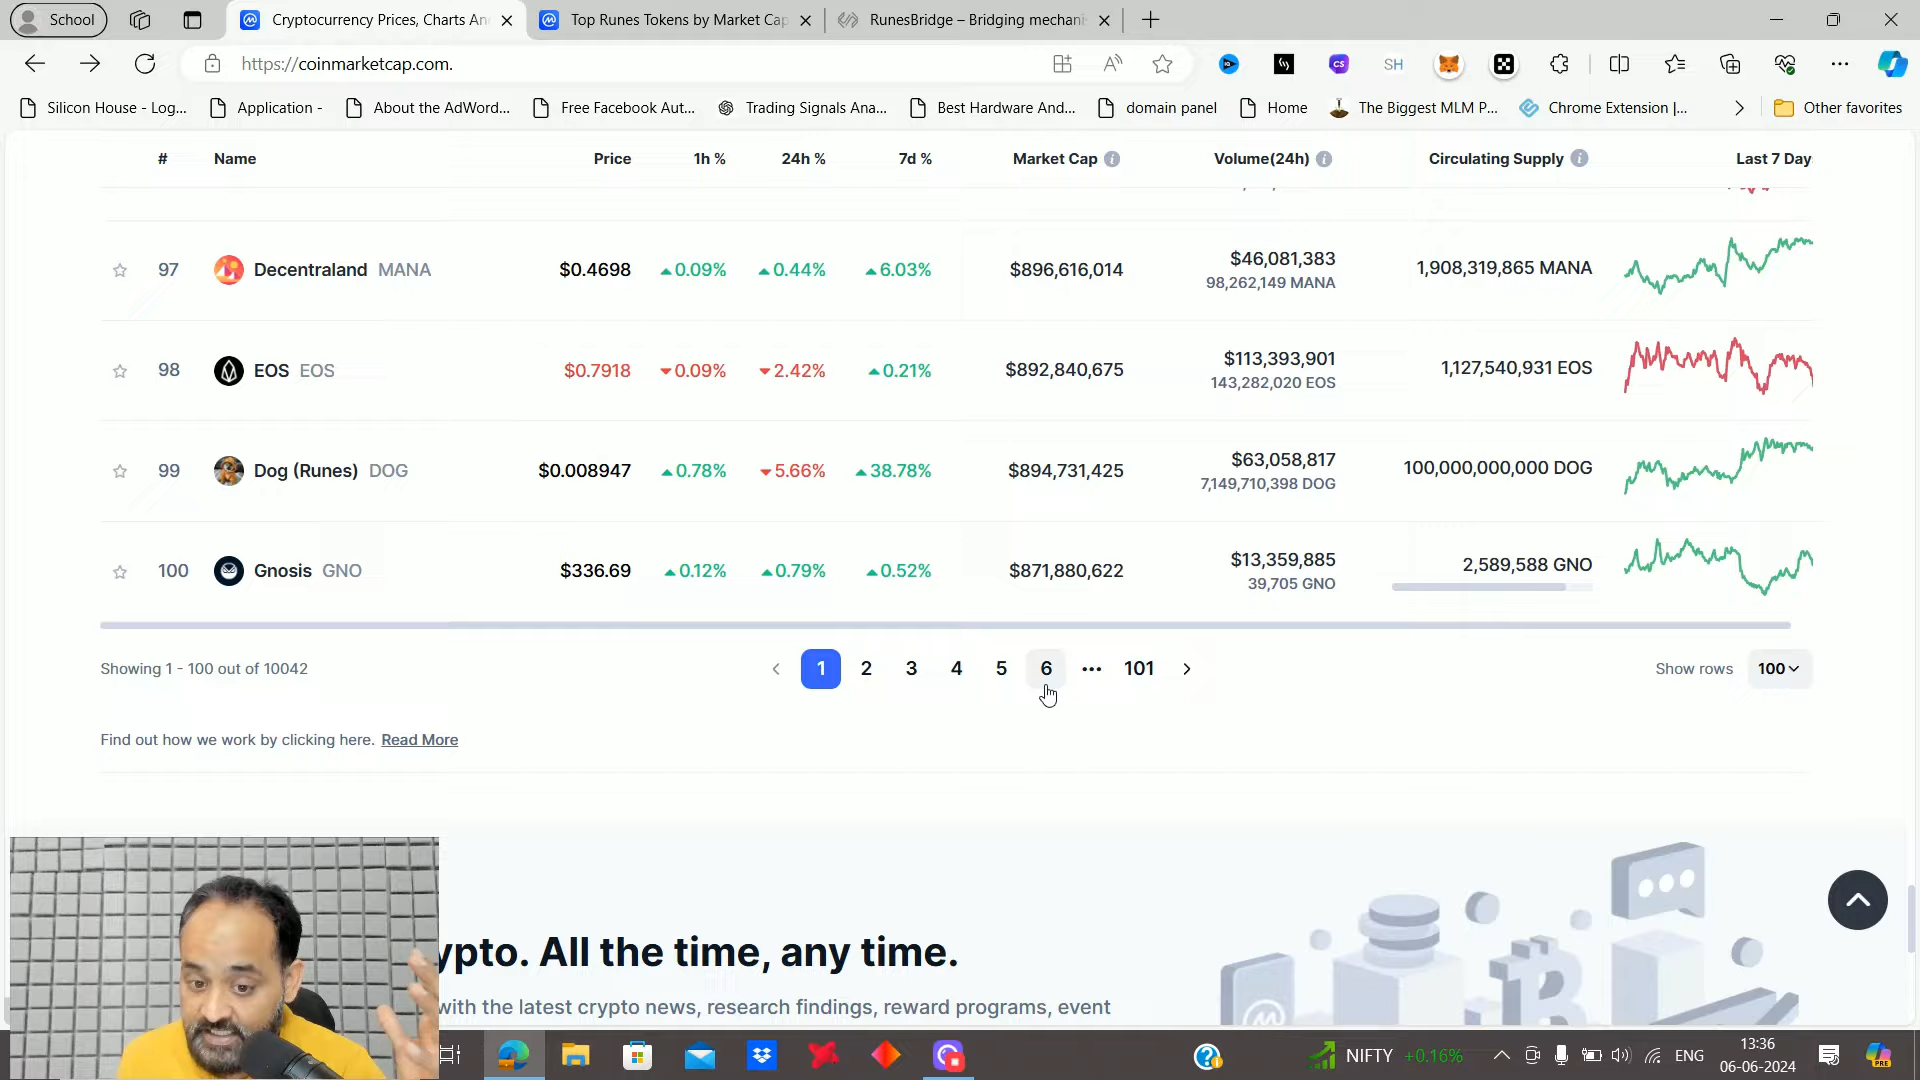 School
Cryptocurrency Prices, Charts An
Top Runes Tokens by Market Cap
RunesBridge – Bridging mechani
https://coinmarketcap.com.
Silicon House - Log...
Application -
About the AdWord...
Free Facebook Aut...
Trading Signals Ana...
Best Hardware And...
domain panel
Home
The Biggest MLM P...
Chrome Extension |...
Other favorites
# Name Price 1h % 24h % 7d % Market Cap Volume(24h) Circulating Supply Last 7 Day
97 Decentraland MANA $0.4698 0.09% 0.44% 6.03% $896,616,014 $46,081,383 1,908,319,865 MANA
98,262,149 MANA
98 EOS EOS $0.7918 0.09% 2.42% 0.21% $892,840,675 $113,393,901 1,127,540,931 EOS
143,282,020 EOS
99 Dog (Runes) DOG $0.008947 0.78% 5.66% 38.78% $894,731,425 $63,058,817 100,000,000,000 DOG
7,149,710,398 DOG
100 Gnosis GNO $336.69 0.12% 0.79% 0.52% $871,880,622 $13,359,885 2,589,588 GNO
39,705 GNO
Showing 1 - 100 out of 10042
1 2 3 4 5 6 ••• 101
Show rows 100
Find out how we work by clicking here. Read More
ypto. All the time, any time.
with the latest crypto news, research findings, reward programs, event
NIFTY +0.16%
ENG
13:36
06-06-2024